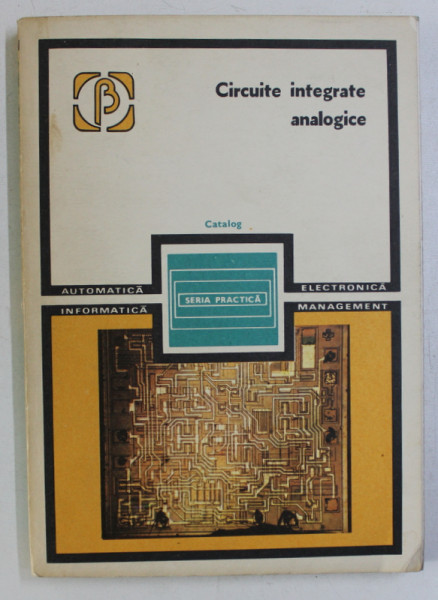 β
Circuite integrate
analogice
Catalog
AUTOMATICĂ
ELECTRONICĂ
SERIA PRACTICĂ
INFORMATICĂ
MANAGEMENT